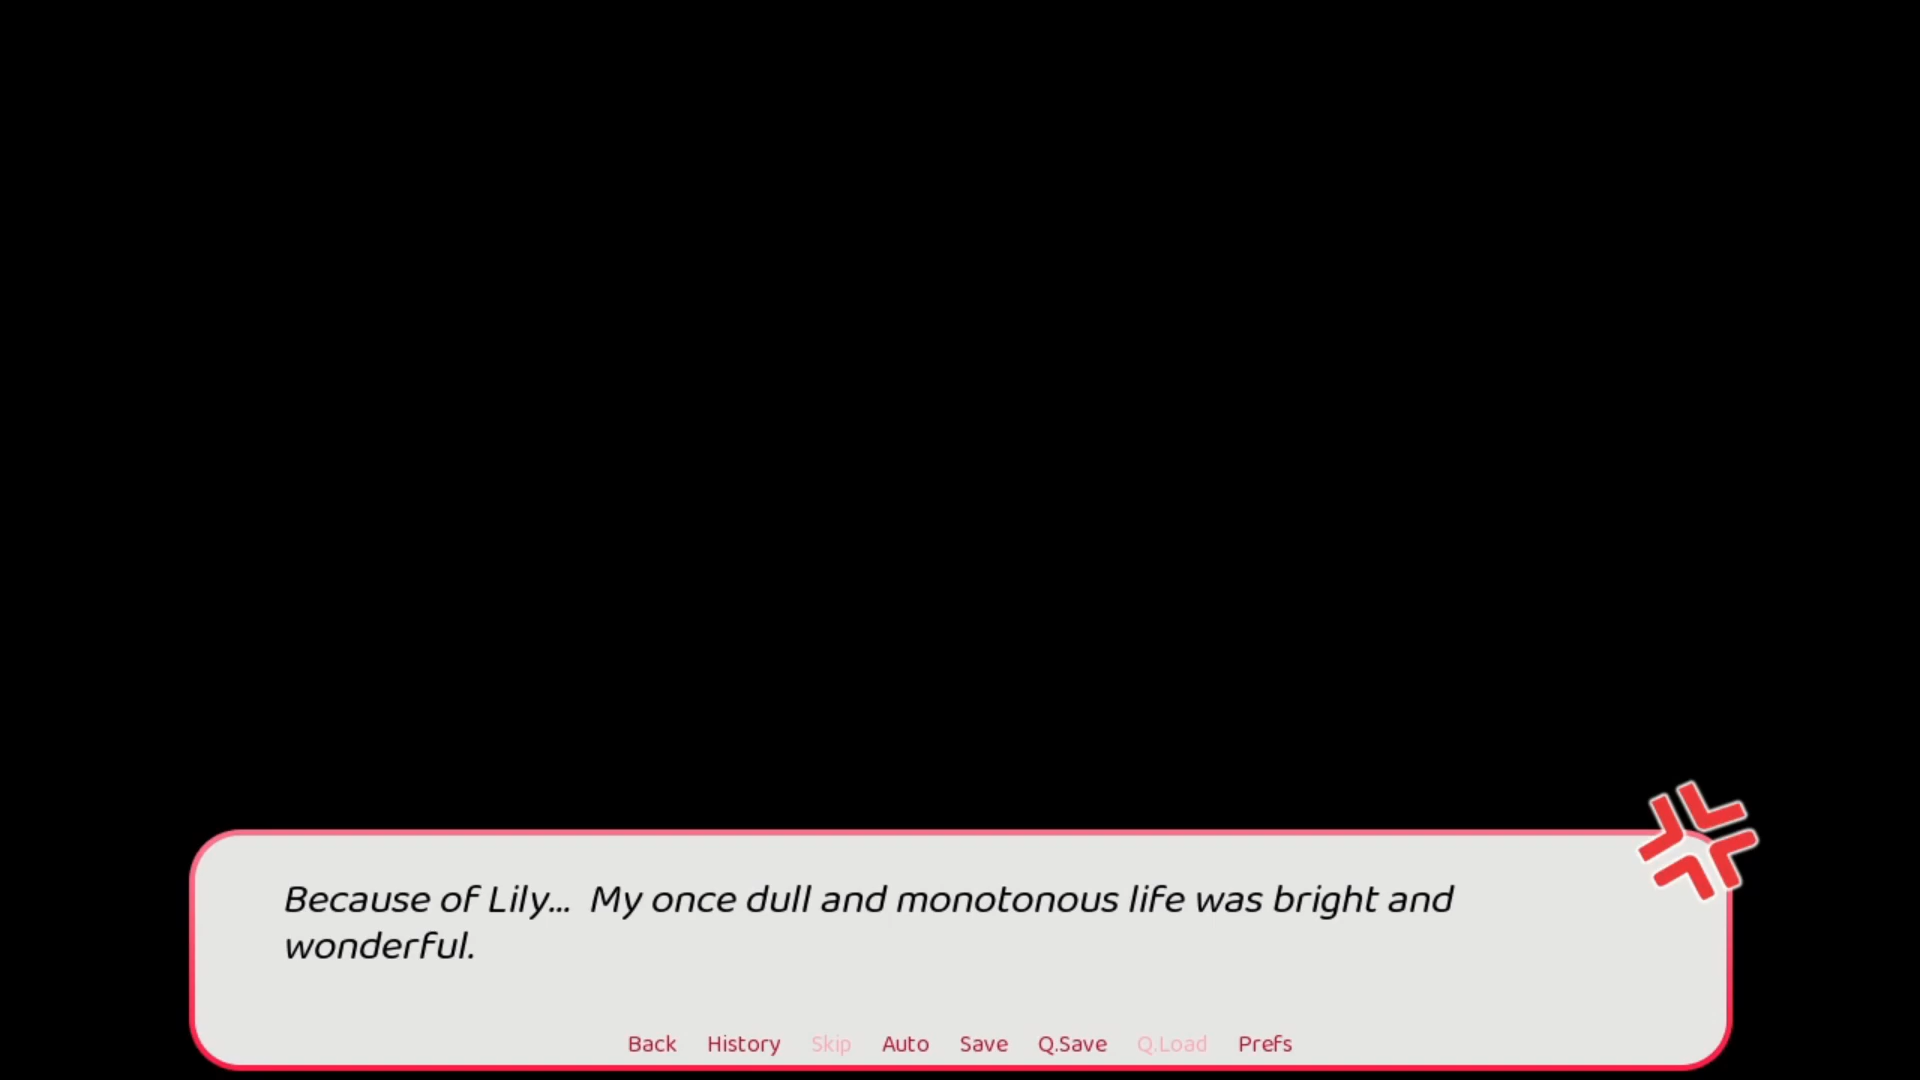 Because of Lily... My once dull and monotonous life was bright and
wonderful.
Back History Skip Auto Save Q.Save Q.Load Prefs